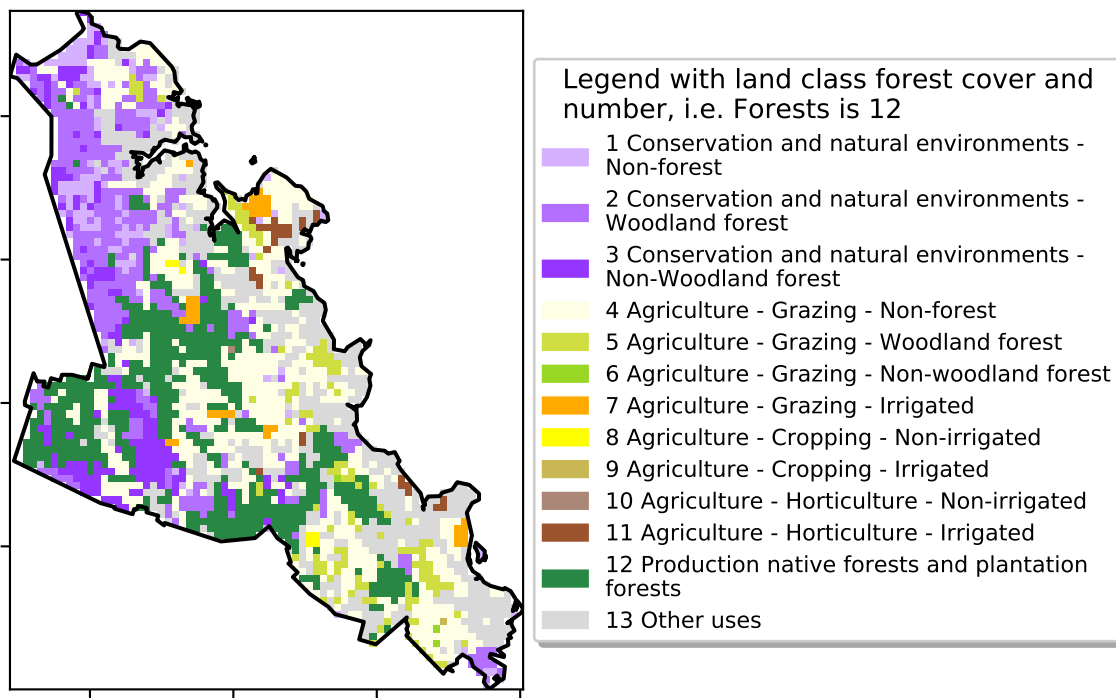 Legend with land class forest cover and
number, i.e. Forests is 12
1 Conservation and natural environments -
Non-forest
2 Conservation and natural environments -
Woodland forest
3 Conservation and natural environments -
Non-Woodland forest
4 Agriculture - Grazing - Non-forest
5 Agriculture - Grazing - Woodland forest
6 Agriculture - Grazing - Non-woodland forest
7 Agriculture - Grazing - Irrigated
8 Agriculture - Cropping - Non-irrigated
9 Agriculture - Cropping - Irrigated
10 Agriculture - Horticulture - Non-irrigated
11 Agriculture - Horticulture - Irrigated
12 Production native forests and plantation
forests
13 Other uses